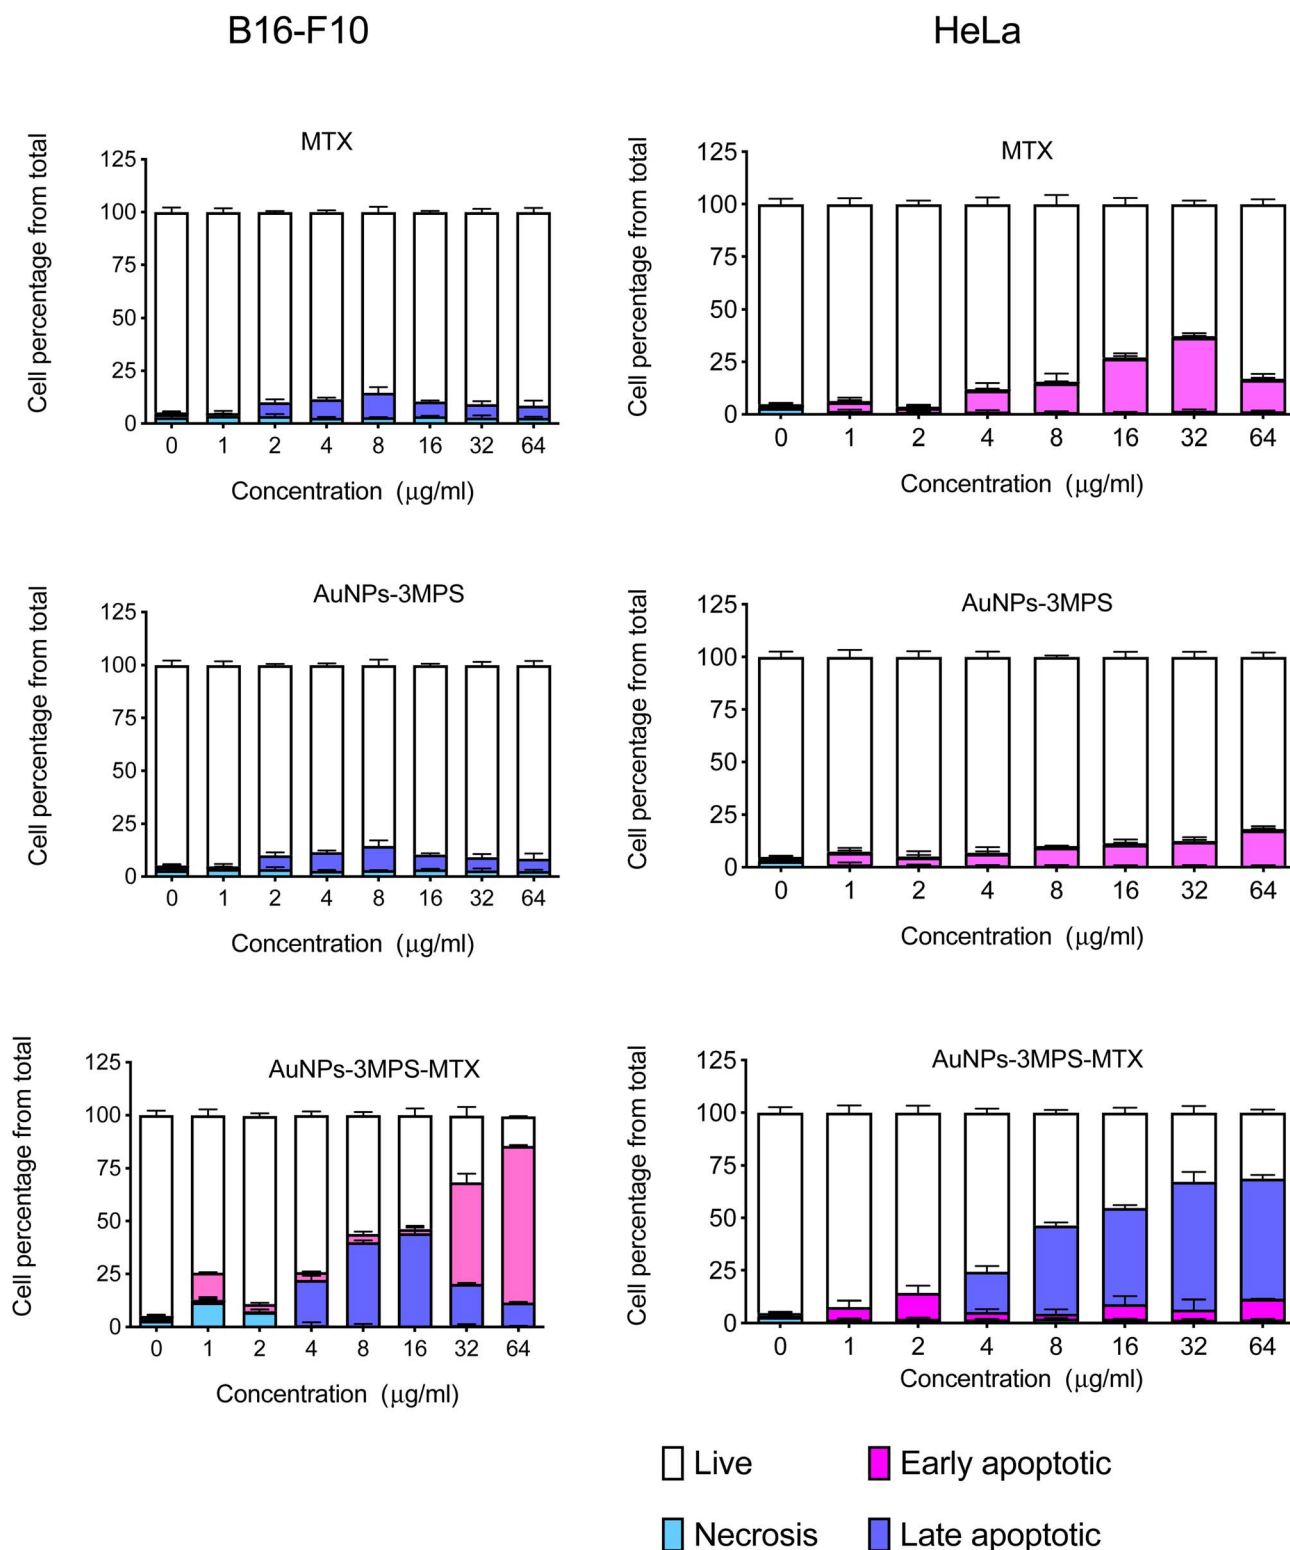 B16-F10
HeLa
MTX
Cell percentage from total
125
100
75
50
25
0
0 1 2 4 8 16 32 64
Concentration (μg/ml)
MTX
Cell percentage from total
125
100
75
50
25
0
0 1 2 4 8 16 32 64
Concentration (μg/ml)
AuNPs-3MPS
Cell percentage from total
125
100
75
50
25
0
0 1 2 4 8 16 32 64
Concentration (μg/ml)
AuNPs-3MPS
Cell percentage from total
125
100
75
50
25
0
0 1 2 4 8 16 32 64
Concentration (μg/ml)
AuNPs-3MPS-MTX
Cell percentage from total
125
100
75
50
25
0
0 1 2 4 8 16 32 64
Concentration (μg/ml)
AuNPs-3MPS-MTX
Cell percentage from total
125
100
75
50
25
0
0 1 2 4 8 16 32 64
Concentration (μg/ml)
Live
Early apoptotic
Necrosis
Late apoptotic